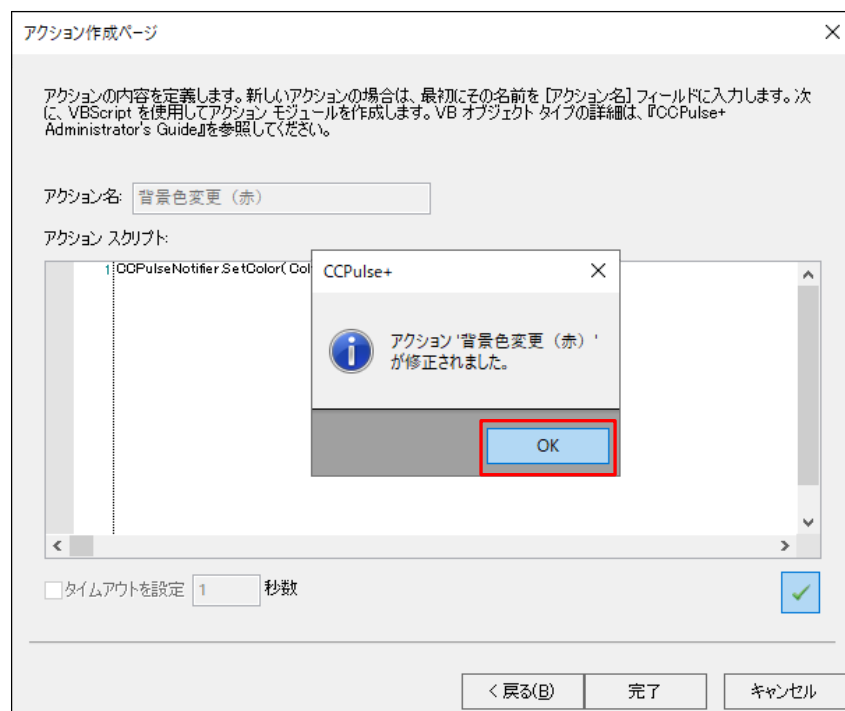 アクション作成ページ
アクションの内容を定義します。新しいアクションの場合は、最初にその名前を [アクション名] フィールドに入力します。次
に、VBScript を使用してアクション モジュールを作成します。VB オブジェクト タイプの詳細は、『CCPulse+
Administrator's Guide』を参照してください。
アクション名: 背景色変更（赤）
アクション スクリプト:
1 CCPulseNotifier.SetColor( Col
CCPulse+
アクション '背景色変更（赤）'
が修正されました。
OK
タイムアウトを設定 1 秒数
< 戻る(B) 完了 キャンセル